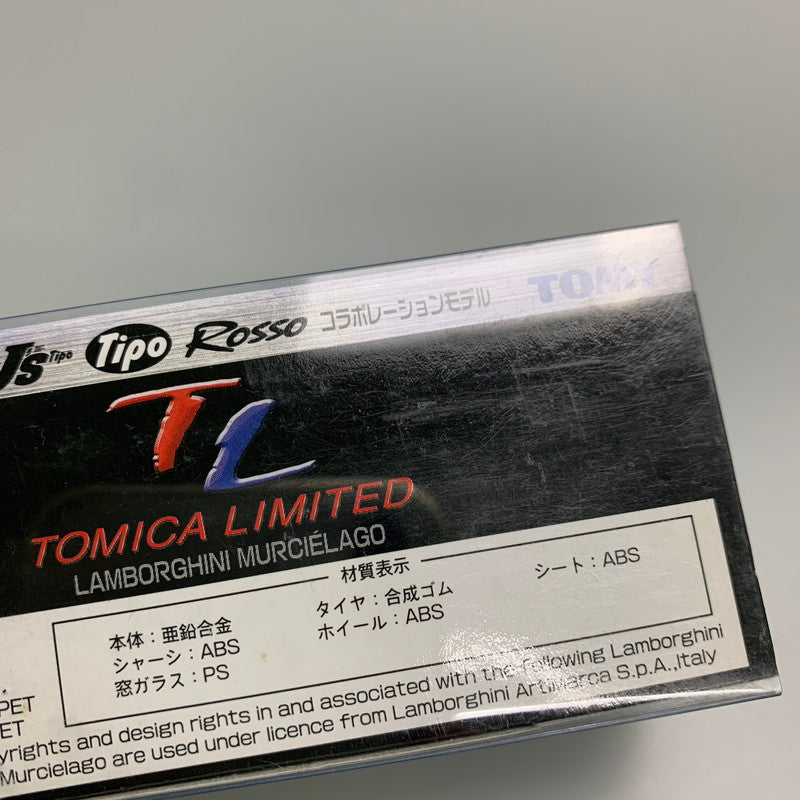 J's Tipo Tipo Rosso コラボレーションモデル TOMY
TL
TOMICA LIMITED
LAMBORGHINI MURCIÉLAGO
材質表示
本体：亜鉛合金 タイヤ：合成ゴム シート：ABS
シャーシ：ABS ホイール：ABS
窓ガラス：PS
PET
ET
yrights and design rights in and associated with the following Lamborghini
Murcielago are used under licence from Lamborghini ArtiMarca S.p.A.,Italy